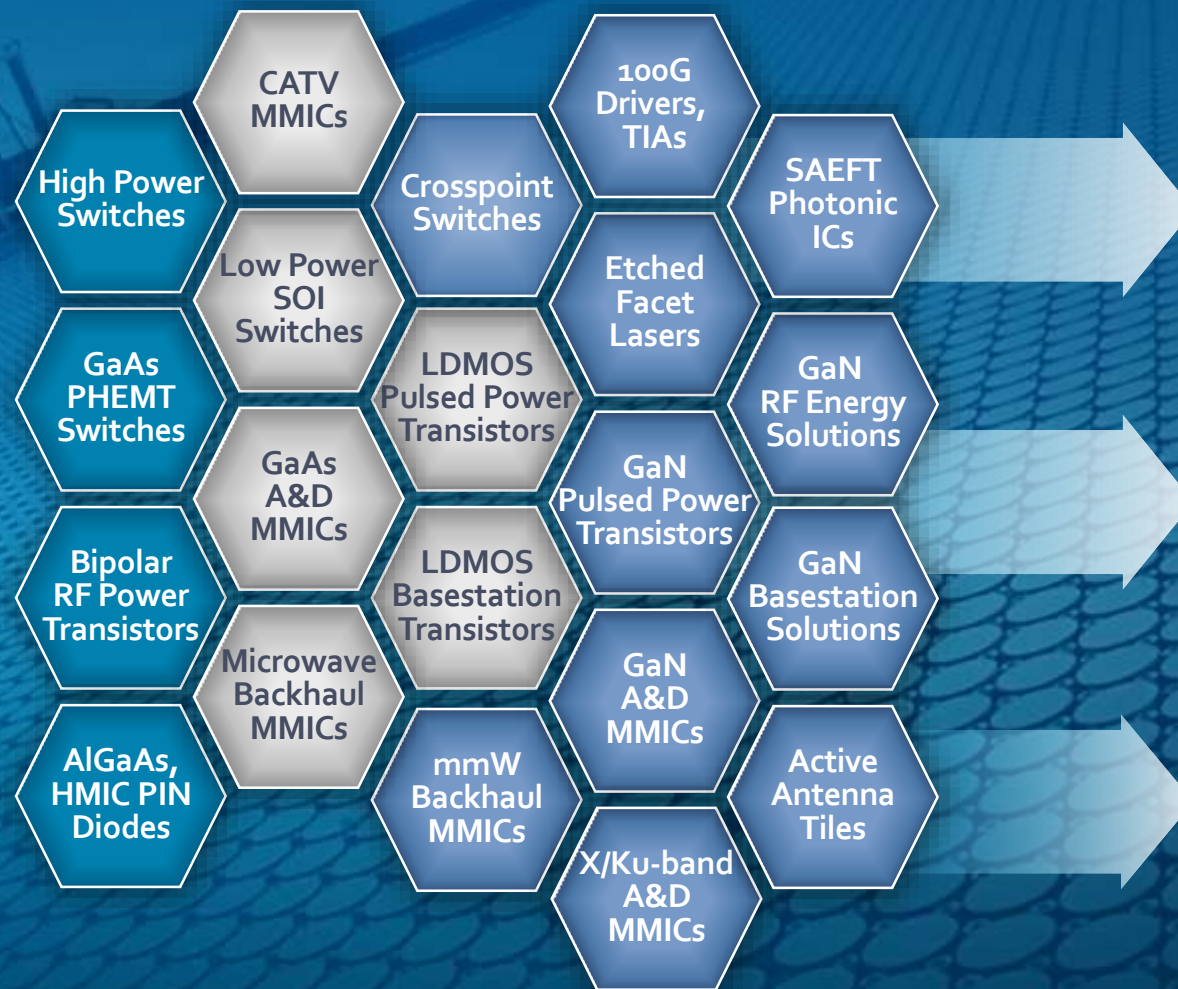 High Power
Switches
GaAs
PHEMT
Switches
Bipolar
RF Power
Transistors
AlGaAs,
HMIC PIN
Diodes
CATV
MMICs
Low Power
SOI
Switches
GaAs
A&D
MMICs
Microwave
Backhaul
MMICs
Crosspoint
Switches
LDMOS
Pulsed Power
Transistors
LDMOS
Basestation
Transistors
mmW
Backhaul
MMICs
100G
Drivers,
TIAs
Etched
Facet
Lasers
GaN
Pulsed Power
Transistors
GaN
A&D
MMICs
X/Ku-band
A&D
MMICs
SAEFT
Photonic
ICs
GaN
RF Energy
Solutions
GaN
Basestation
Solutions
Active
Antenna
Tiles